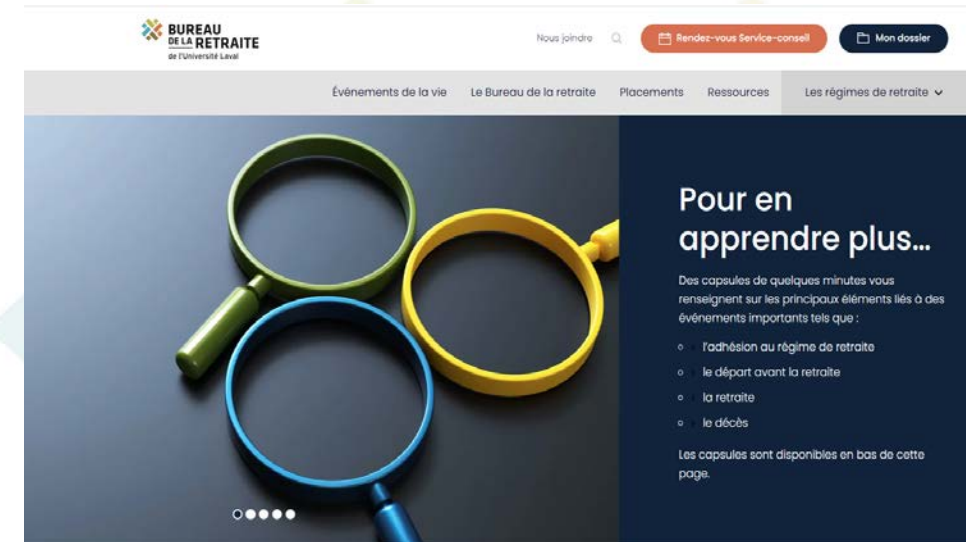 BUREAU
DE LA RETRAITE
de l'Université Laval
Nous joindre
Rendez-vous Service-conseil
Mon dossier
Événements de la vie
Le Bureau de la retraite
Placements
Ressources
Les régimes de retraite
Pour en
apprendre plus...
Des capsules de quelques minutes vous
renseignent sur les principaux éléments liés à des
événements importants tels que :
l'adhésion au régime de retraite
le départ avant la retraite
la retraite
le décès
Les capsules sont disponibles en bas de cette
page.